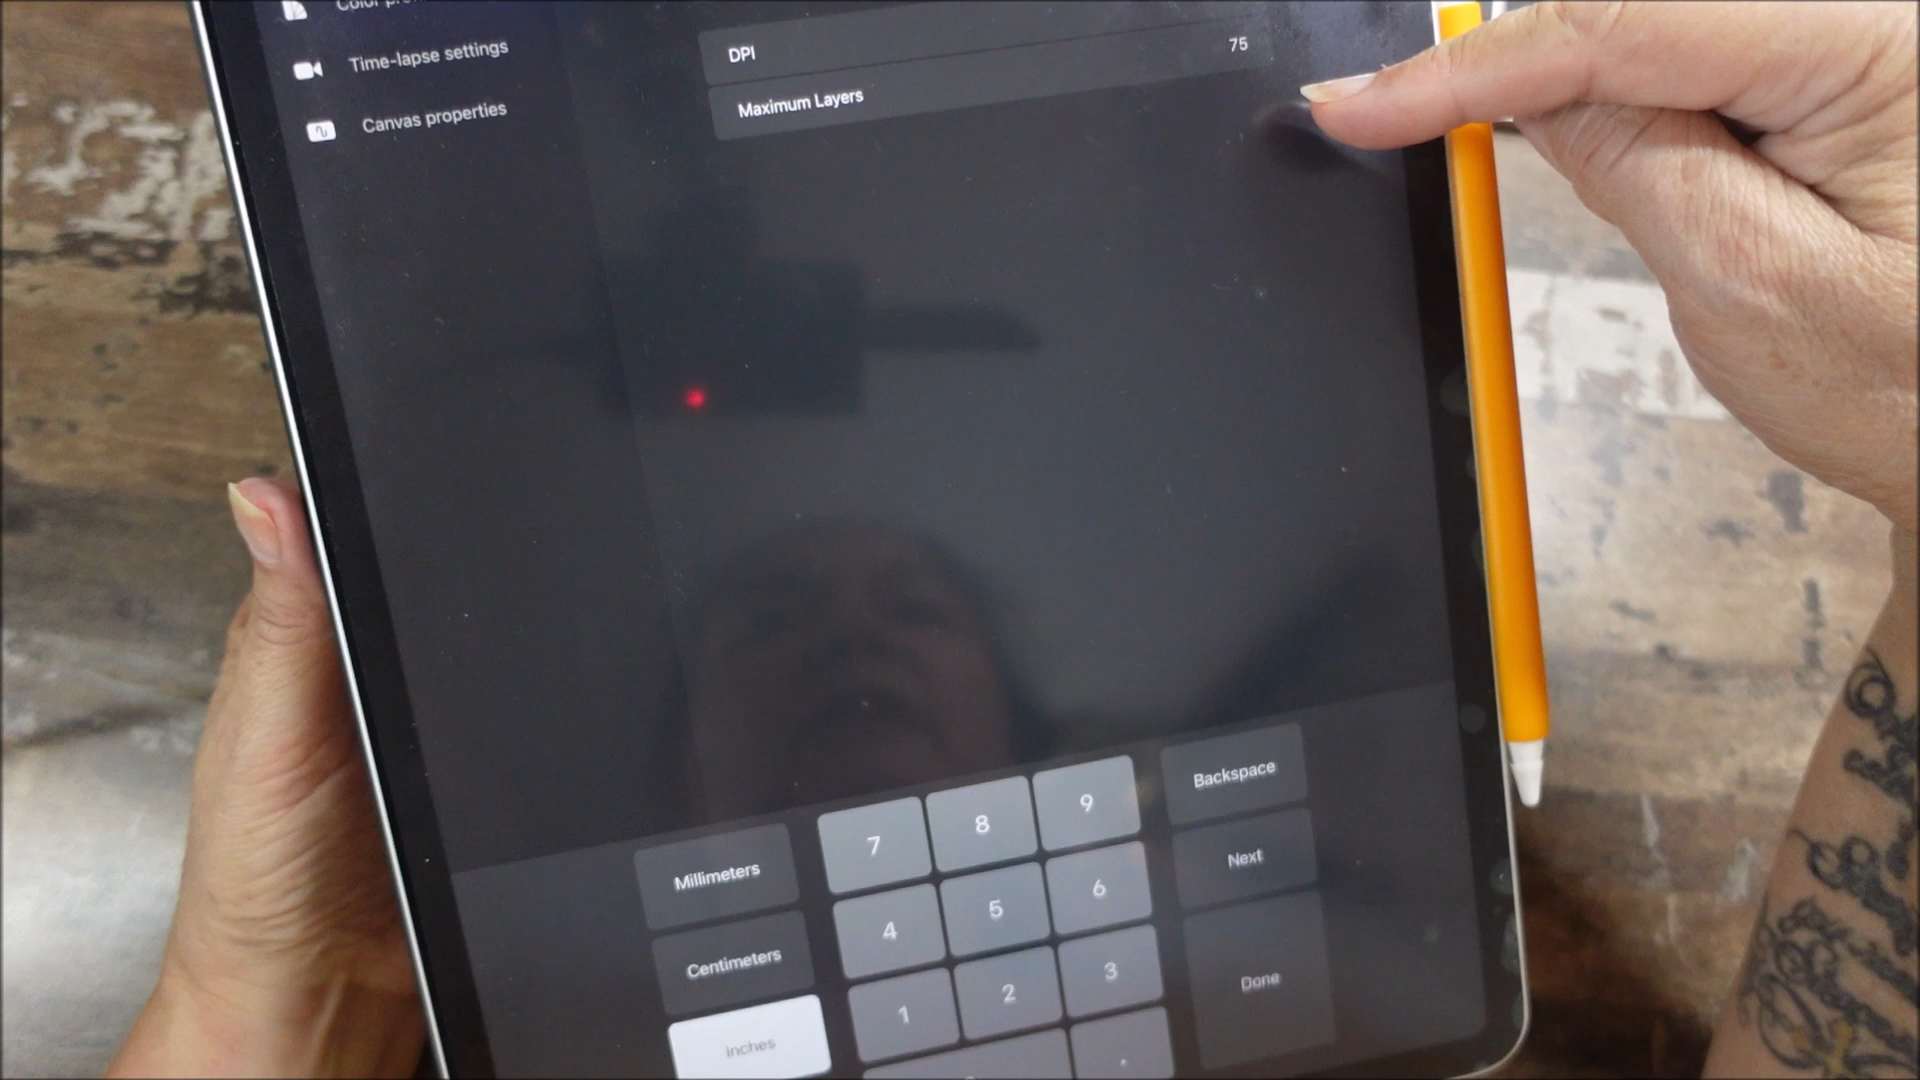 Color
Time-lapse settings
Canvas properties
DPI
Maximum Layers 75
Millimeters
Centimeters
inches
7 8 9
4 5 6
1 2 3
.
Backspace
Next
Done